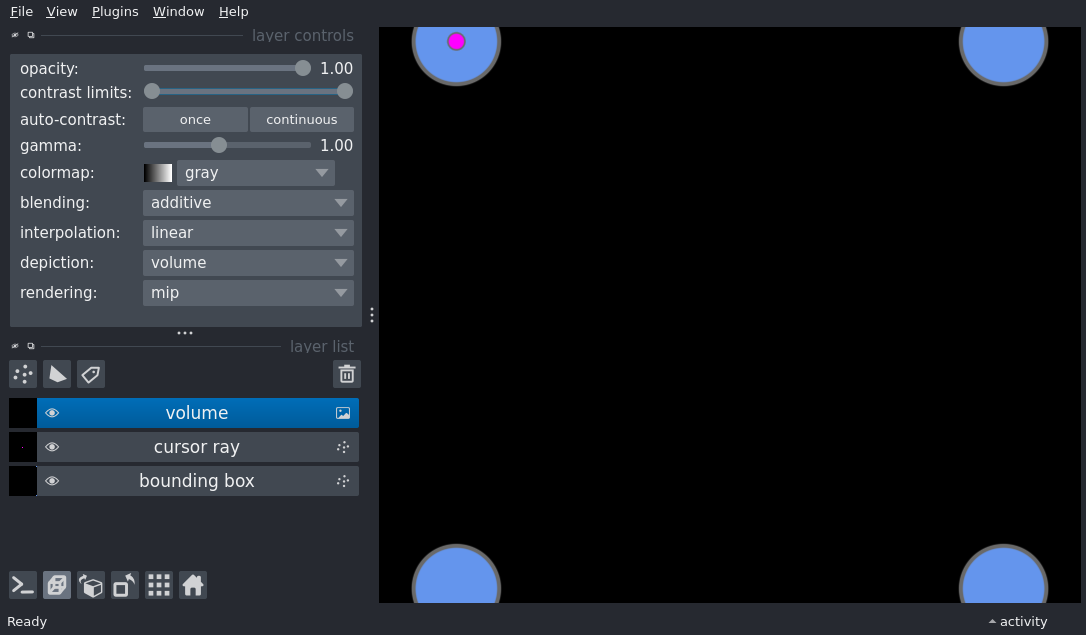 File View Plugins Window Help
layer controls
opacity: 1.00
contrast limits:
auto-contrast: once continuous
gamma: 1.00
colormap: gray
blending: additive
interpolation: linear
depiction: volume
rendering: mip
layer list
volume
cursor ray
bounding box
Ready activity